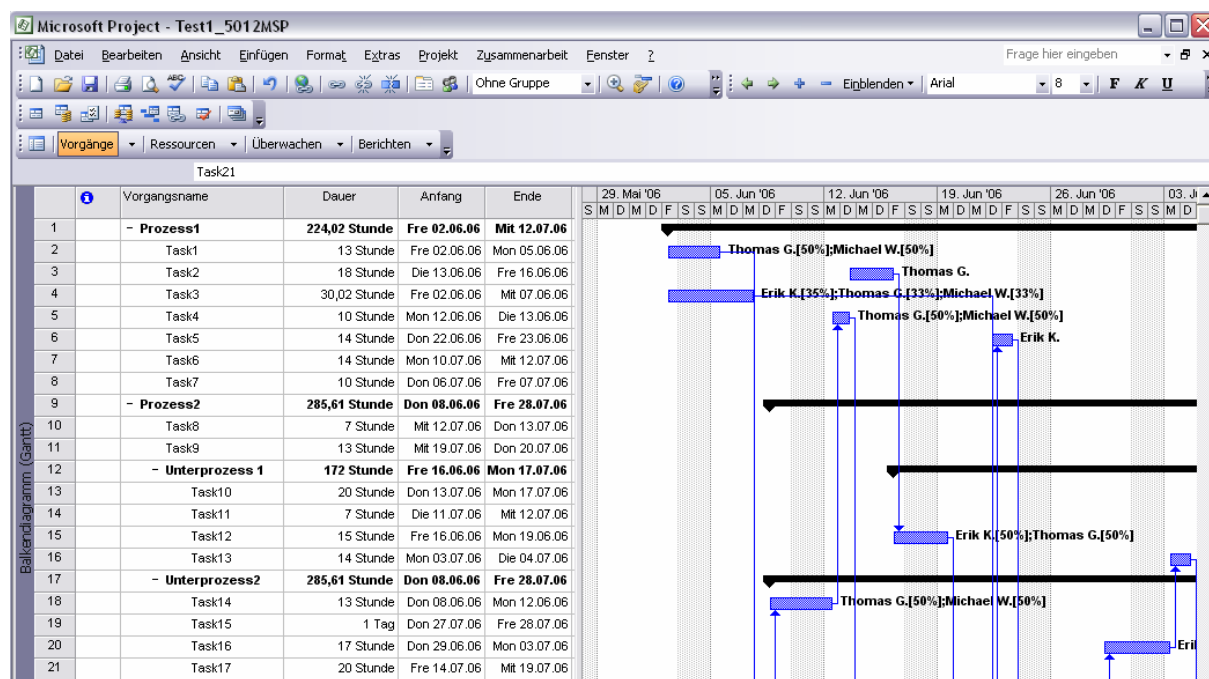 Microsoft Project - Test1_5012MSP
Datei Bearbeiten Ansicht Einfügen Format Extras Projekt Zusammenarbeit Fenster ? Frage hier eingeben
ABC Ohne Gruppe Einblenden Arial 8 F K U
Vorgänge Ressourcen Überwachen Berichten
Task21
Vorgangsname Dauer Anfang Ende 29. Mai '06 05. Jun '06 12. Jun '06 19. Jun '06 26. Jun '06 03. Ju
S M D M D F S S M D M D F S S M D M D F S S M D M D F S S M D M D F S S M D
1 - Prozess1 224,02 Stunde Fre 02.06.06 Mit 12.07.06
2 Task1 13 Stunde Fre 02.06.06 Mon 05.06.06 Thomas G.[50%];Michael W.[50%]
3 Task2 18 Stunde Die 13.06.06 Fre 16.06.06 Thomas G.
4 Task3 30,02 Stunde Fre 02.06.06 Mit 07.06.06 Erik K.[35%];Thomas G.[33%];Michael W.[33%]
5 Task4 10 Stunde Mon 12.06.06 Die 13.06.06 Thomas G.[50%];Michael W.[50%]
6 Task5 14 Stunde Don 22.06.06 Fre 23.06.06 Erik K.
7 Task6 14 Stunde Mon 10.07.06 Mit 12.07.06
8 Task7 10 Stunde Don 06.07.06 Fre 07.07.06
9 - Prozess2 285,61 Stunde Don 08.06.06 Fre 28.07.06
10 Task8 7 Stunde Mit 12.07.06 Don 13.07.06
11 Task9 13 Stunde Mit 19.07.06 Don 20.07.06
12 - Unterprozess 1 172 Stunde Fre 16.06.06 Mon 17.07.06
13 Task10 20 Stunde Don 13.07.06 Mon 17.07.06
14 Task11 7 Stunde Die 11.07.06 Mit 12.07.06
15 Task12 15 Stunde Fre 16.06.06 Mon 19.06.06 Erik K.[50%];Thomas G.[50%]
16 Task13 14 Stunde Mon 03.07.06 Die 04.07.06
17 - Unterprozess2 285,61 Stunde Don 08.06.06 Fre 28.07.06
18 Task14 13 Stunde Don 08.06.06 Mon 12.06.06 Thomas G.[50%];Michael W.[50%]
19 Task15 1 Tag Don 27.07.06 Fre 28.07.06
20 Task16 17 Stunde Don 29.06.06 Mon 03.07.06 Eril
21 Task17 20 Stunde Fre 14.07.06 Mit 19.07.06
Balkendiagramm (Gantt)